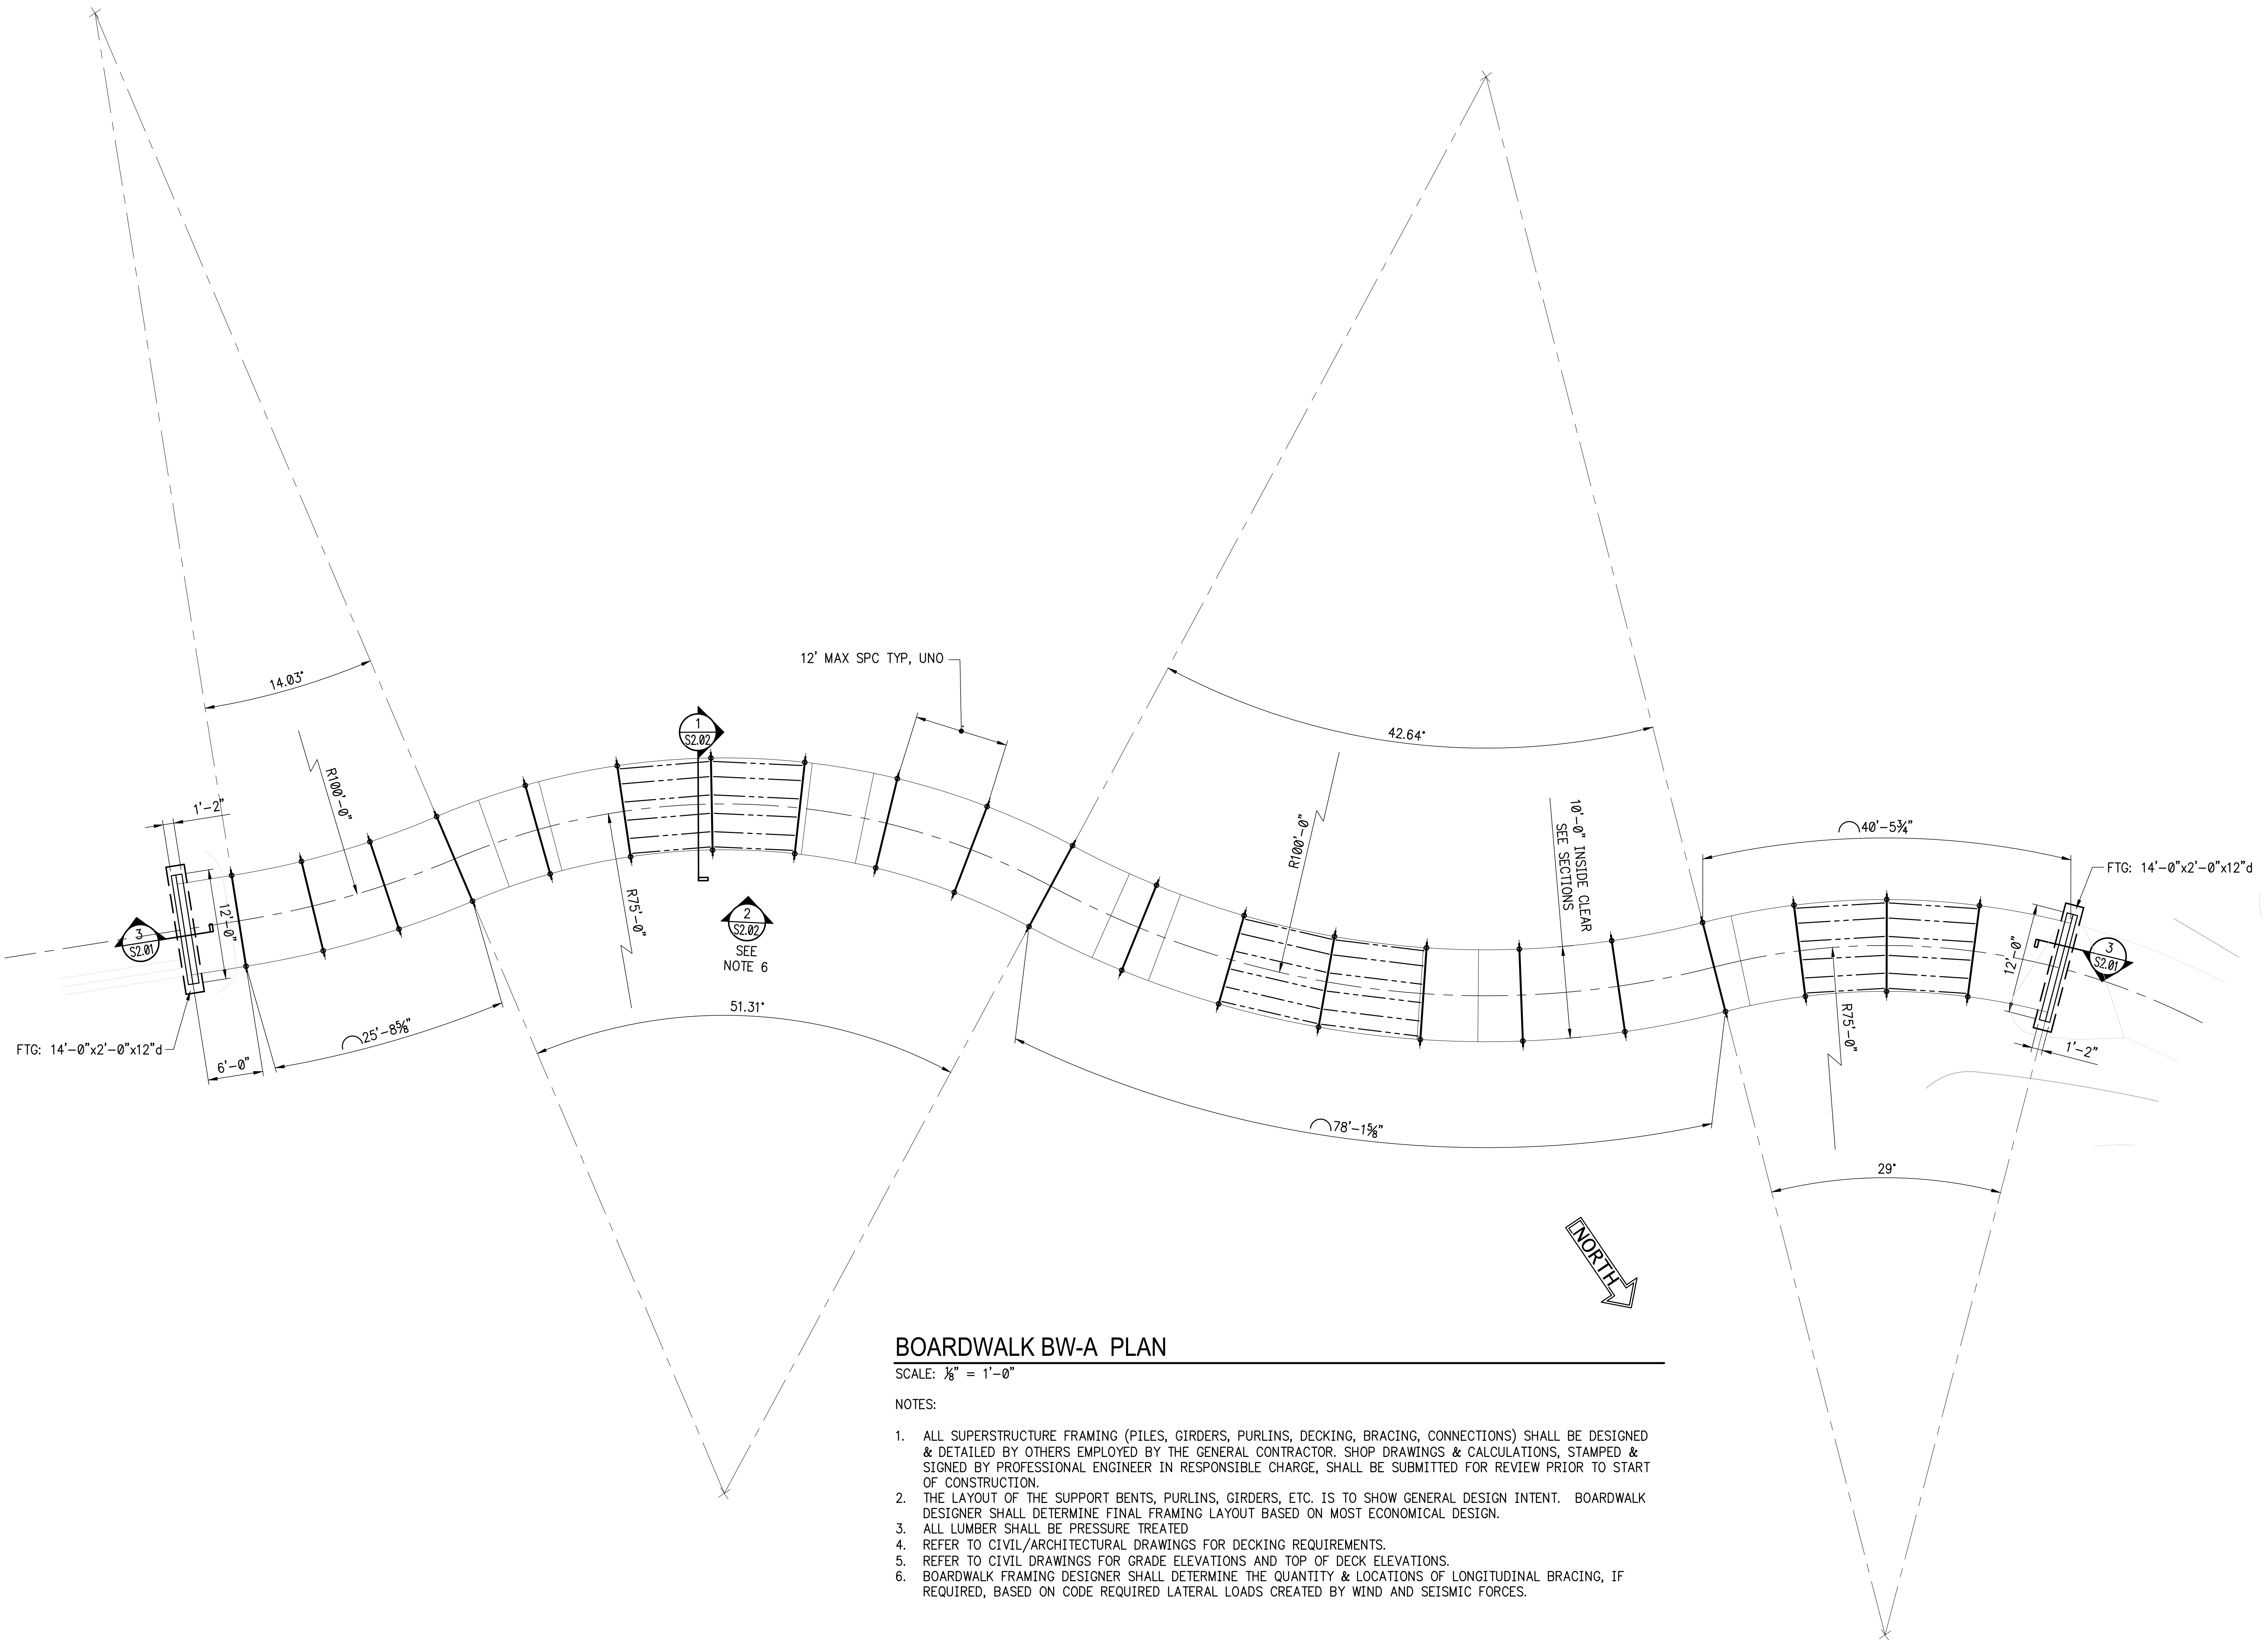 12' MAX SPC TYP, UNO
14.03°
42.64°
1
S2.02
R100'-0"
1'-2"
12'-0"
3
S2.01
FTG: 14'-0"x2'-0"x12"d
6'-0"
25'-8⅝"
R75'-0"
2
S2.02
SEE
NOTE 6
51.31°
R100'-0"
10'-0" INSIDE CLEAR
SEE SECTIONS
40'-5¾"
FTG: 14'-0"x2'-0"x12"d
12'-0"
3
S2.01
1'-2"
R75'-0"
78'-1⅝"
29°
NORTH
BOARDWALK BW-A PLAN
SCALE: ⅛" = 1'-0"
NOTES:
1. ALL SUPERSTRUCTURE FRAMING (PILES, GIRDERS, PURLINS, DECKING, BRACING, CONNECTIONS) SHALL BE DESIGNED
& DETAILED BY OTHERS EMPLOYED BY THE GENERAL CONTRACTOR. SHOP DRAWINGS & CALCULATIONS, STAMPED &
SIGNED BY PROFESSIONAL ENGINEER IN RESPONSIBLE CHARGE, SHALL BE SUBMITTED FOR REVIEW PRIOR TO START
OF CONSTRUCTION.
2. THE LAYOUT OF THE SUPPORT BENTS, PURLINS, GIRDERS, ETC. IS TO SHOW GENERAL DESIGN INTENT. BOARDWALK
DESIGNER SHALL DETERMINE FINAL FRAMING LAYOUT BASED ON MOST ECONOMICAL DESIGN.
3. ALL LUMBER SHALL BE PRESSURE TREATED
4. REFER TO CIVIL/ARCHITECTURAL DRAWINGS FOR DECKING REQUIREMENTS.
5. REFER TO CIVIL DRAWINGS FOR GRADE ELEVATIONS AND TOP OF DECK ELEVATIONS.
6. BOARDWALK FRAMING DESIGNER SHALL DETERMINE THE QUANTITY & LOCATIONS OF LONGITUDINAL BRACING, IF
REQUIRED, BASED ON CODE REQUIRED LATERAL LOADS CREATED BY WIND AND SEISMIC FORCES.